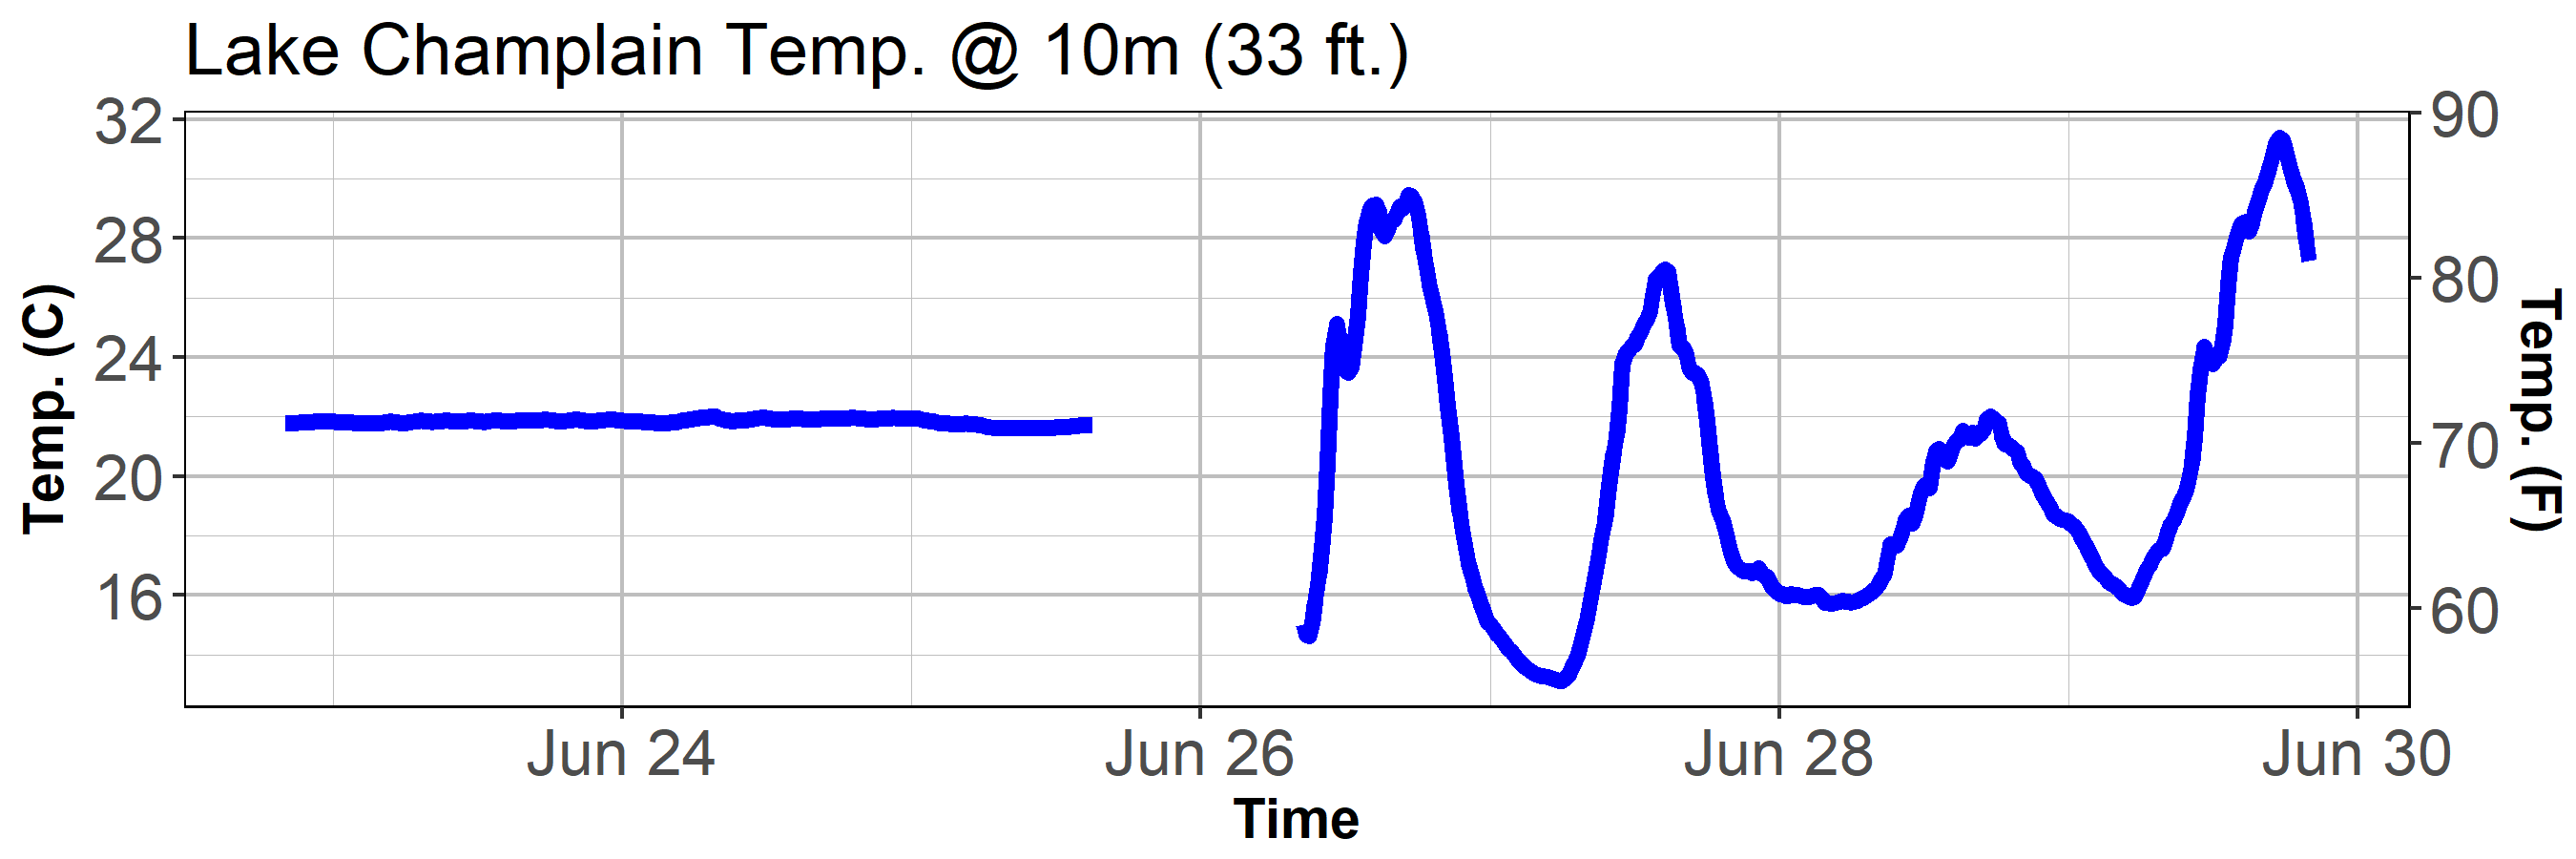 Lake Champlain Temp. @ 10m (33 ft.)
32
28
24
20
16
Temp. (C)
90
80
70
60
Temp. (F)
Jun 24
Jun 26
Jun 28
Jun 30
Time